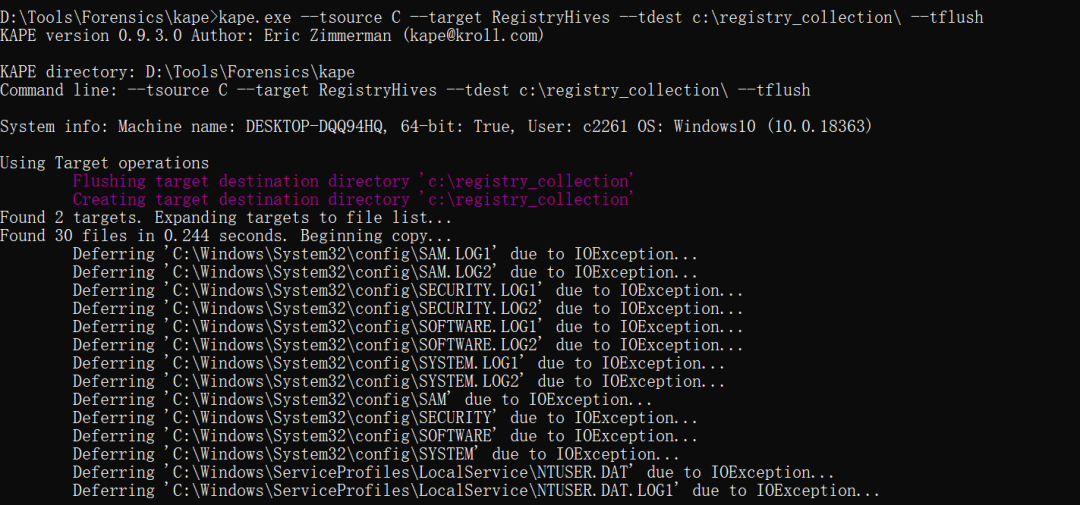 D:\Tools\Forensics\kape>kape.exe --tsource C --target RegistryHives --tdest c:\registry_collection\ --tflush
KAPE version 0.9.3.0 Author: Eric Zimmerman (kape@kroll.com)
KAPE directory: D:\Tools\Forensics\kape
Command line: --tsource C --target RegistryHives --tdest c:\registry_collection\ --tflush
System info: Machine name: DESKTOP-DQQ94HQ, 64-bit: True, User: c2261 OS: Windows10 (10.0.18363)
Using Target operations
Flushing target destination directory 'c:\registry_collection'
Creating target destination directory 'c:\registry_collection'
Found 2 targets. Expanding targets to file list...
Found 30 files in 0.244 seconds. Beginning copy...
Deferring 'C:\Windows\System32\config\SAM.LOG1' due to IOException...
Deferring 'C:\Windows\System32\config\SAM.LOG2' due to IOException...
Deferring 'C:\Windows\System32\config\SECURITY.LOG1' due to IOException...
Deferring 'C:\Windows\System32\config\SECURITY.LOG2' due to IOException...
Deferring 'C:\Windows\System32\config\SOFTWARE.LOG1' due to IOException...
Deferring 'C:\Windows\System32\config\SOFTWARE.LOG2' due to IOException...
Deferring 'C:\Windows\System32\config\SYSTEM.LOG1' due to IOException...
Deferring 'C:\Windows\System32\config\SYSTEM.LOG2' due to IOException...
Deferring 'C:\Windows\System32\config\SAM' due to IOException...
Deferring 'C:\Windows\System32\config\SECURITY' due to IOException...
Deferring 'C:\Windows\System32\config\SOFTWARE' due to IOException...
Deferring 'C:\Windows\System32\config\SYSTEM' due to IOException...
Deferring 'C:\Windows\ServiceProfiles\LocalService\NTUSER.DAT' due to IOException...
Deferring 'C:\Windows\ServiceProfiles\LocalService\NTUSER.DAT.LOG1' due to IOException...